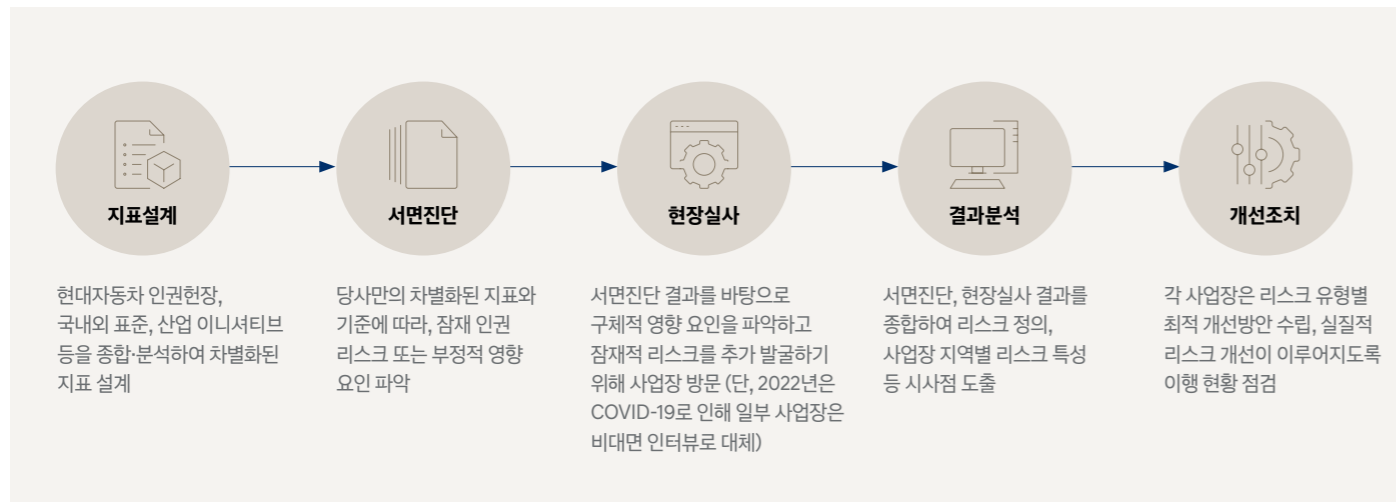 지표설계
현대자동차 인권헌장,
국내외 표준, 산업 이니셔티브
등을 종합·분석하여 차별화된
지표 설계
서면진단
당사만의 차별화된 지표와
기준에 따라, 잠재 인권
리스크 또는 부정적 영향
요인 파악
현장실사
서면진단 결과를 바탕으로
구체적 영향 요인을 파악하고
잠재적 리스크를 추가 발굴하기
위해 사업장 방문 (단, 2022년은
COVID-19로 인해 일부 사업장은
비대면 인터뷰로 대체)
결과분석
서면진단, 현장실사 결과를
종합하여 리스크 정의,
사업장 지역별 리스크 특성
등 시사점 도출
개선조치
각 사업장은 리스크 유형별
최적 개선방안 수립, 실질적
리스크 개선이 이루어지도록
이행 현황 점검